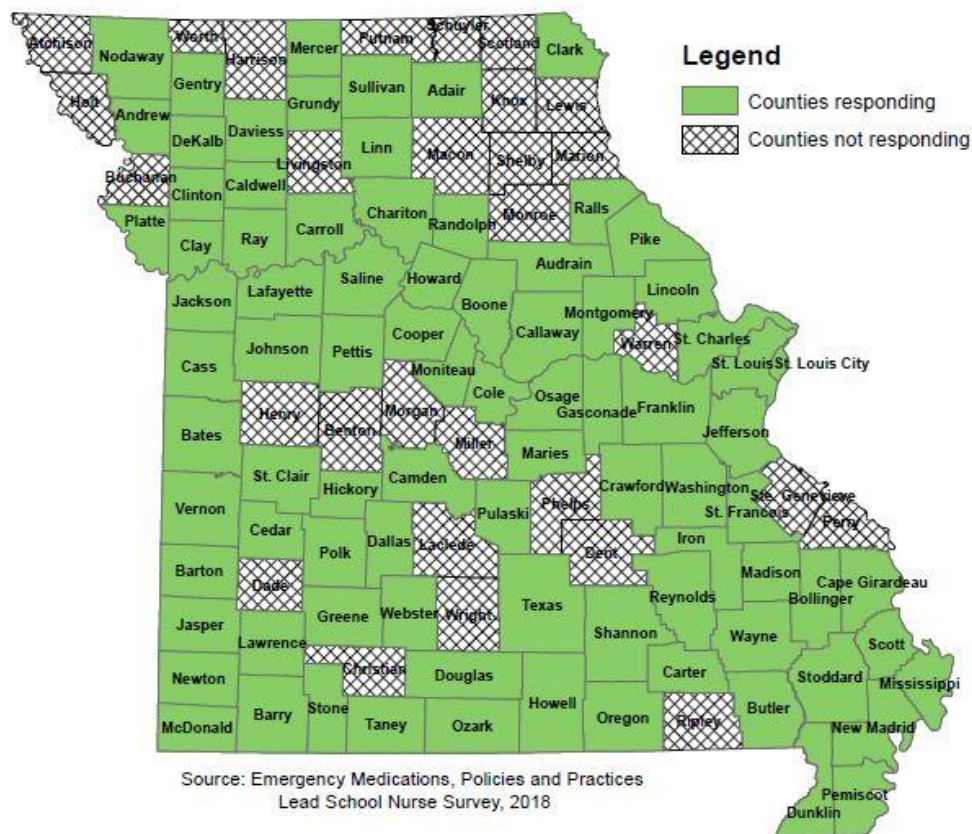 Atchison
Nodaway
Worth
Harrison
Mercer
Putnam
Schuyler
Scotland
Clark
Legend
Counties responding
Counties not responding
Gentry
Sullivan
Adair
Knox
Lewis
Holt
Andrew
Grundy
DeKalb
Daviess
Livingston
Linn
Macon
Shelby
Marion
Buchanan
Clinton
Caldwell
Platte
Chariton
Randolph
Monroe
Ralls
Clay
Ray
Carroll
Pike
Audrain
Saline
Howard
Jackson
Lafayette
Boone
Callaway
Montgomery
Lincoln
Cooper
Warren
St. Charles
Johnson
Pettis
St. Louis
St. Louis City
Cass
Moniteau
Cole
Osage
Gasconade
Franklin
Henry
Benton
Morgan
Miller
Jefferson
Bates
Maries
St. Clair
Camden
Hickory
Crawford
Washington
Ste. Genevieve
Vernon
Phelps
Pulaski
St. Francois
Perry
Cedar
Polk
Dallas
Laclede
Dent
Iron
Barton
Dade
Madison
Cape Girardeau
Bollinger
Reynolds
Jasper
Greene
Webster
Wright
Texas
Shannon
Wayne
Lawrence
Scott
Newton
Christian
Douglas
Carter
Stoddard
Mississippi
McDonald
Barry
Stone
Taney
Ozark
Howell
Oregon
Ripley
Butler
New Madrid
Source: Emergency Medications, Policies and Practices
Lead School Nurse Survey, 2018
Pemiscot
Dunklin